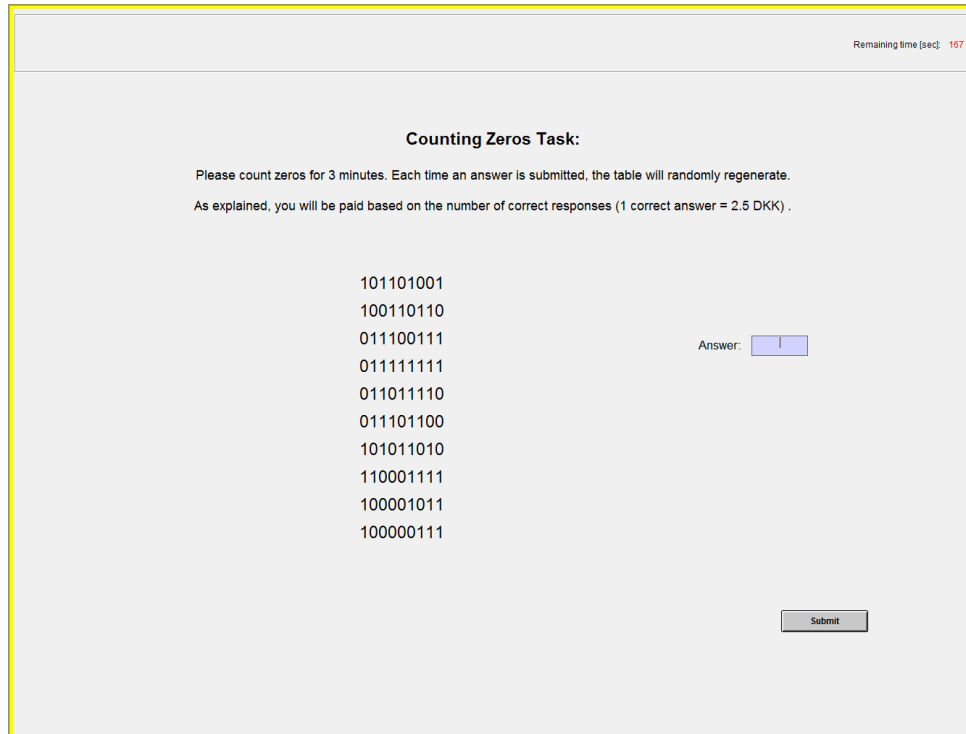 Remaining time [sec]: 167
Counting Zeros Task:
Please count zeros for 3 minutes. Each time an answer is submitted, the table will randomly regenerate.
As explained, you will be paid based on the number of correct responses (1 correct answer = 2.5 DKK) .
101101001
100110110
011100111
011111111
011011110
011101100
101011010
110001111
100001011
100000111
Answer:
Submit